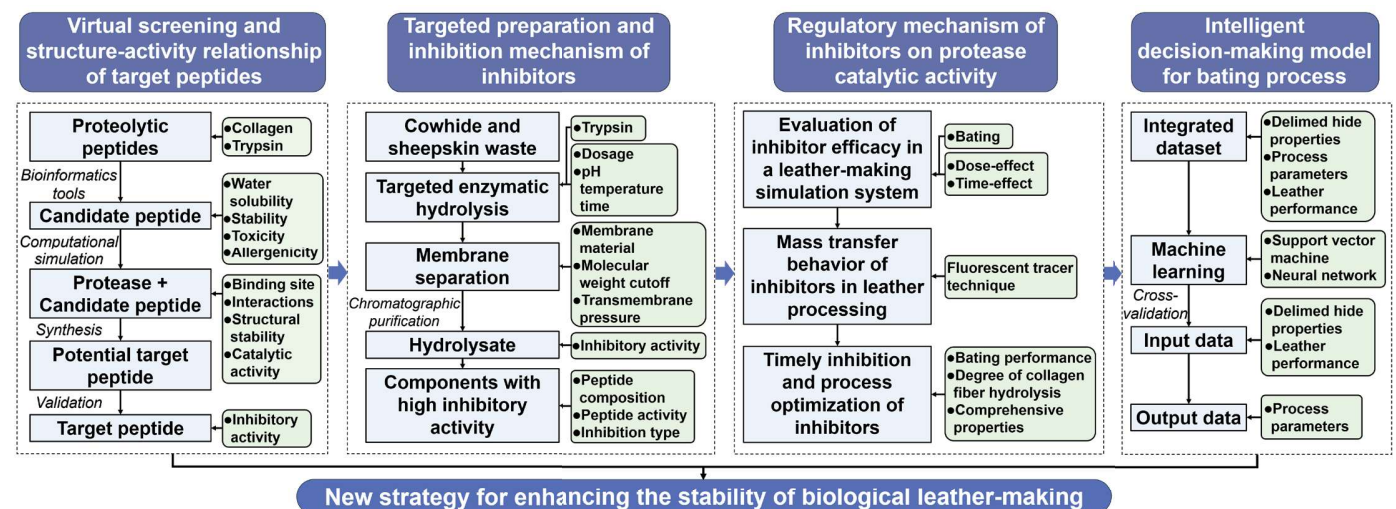 Virtual screening and
structure-activity relationship
of target peptides
Proteolytic
peptides
●Collagen
●Trypsin
Bioinformatics
tools
Candidate peptide
●Water
solubility
●Stability
●Toxicity
●Allergenicity
Computational
simulation
Protease +
Candidate peptide
●Binding site
●Interactions
●Structural
stability
●Catalytic
activity
Synthesis
Potential target
peptide
Validation
Target peptide
●Inhibitory
activity
Targeted preparation and
inhibition mechanism of
inhibitors
Cowhide and
sheepskin waste
●Trypsin
Targeted enzymatic
hydrolysis
●Dosage
●pH
temperature
time
Membrane
separation
●Membrane
material
●Molecular
weight cutoff
●Transmembrane
pressure
Chromatographic
purification
Hydrolysate
●Inhibitory activity
Components with
high inhibitory
activity
●Peptide
composition
●Peptide activity
●Inhibition type
Regulatory mechanism of
inhibitors on protease
catalytic activity
Evaluation of
inhibitor efficacy in
a leather-making
simulation system
●Bating
●Dose-effect
●Time-effect
Mass transfer
behavior of
inhibitors in leather
processing
Fluorescent tracer
technique
Timely inhibition
and process
optimization of
inhibitors
●Bating performance
●Degree of collagen
fiber hydrolysis
●Comprehensive
properties
Intelligent
decision-making model
for bating process
Integrated
dataset
●Delimed hide
properties
●Process
parameters
●Leather
performance
Machine
learning
●Support vector
machine
●Neural network
Cross-
validation
Input data
●Delimed hide
properties
●Leather
performance
Output data
●Process
parameters
New strategy for enhancing the stability of biological leather-making